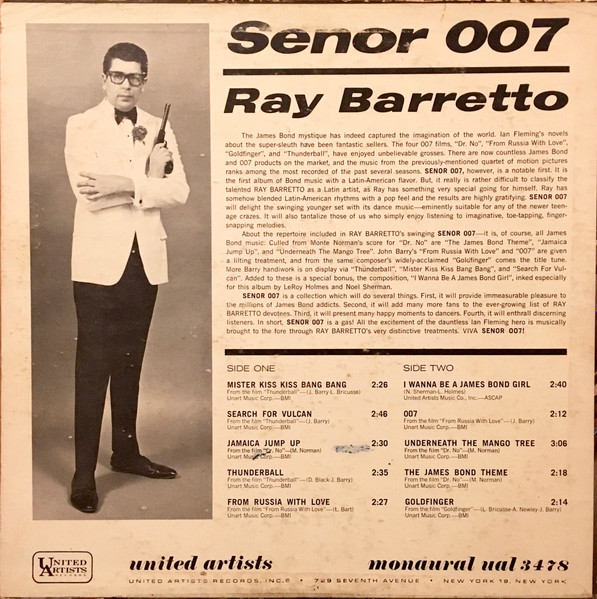 Senor 007
Ray Barretto
The James Bond mystique has indeed captured the imagination of the world. Ian Fleming's novels
about the super-sleuth have been fantastic sellers. The four 007 films, "Dr. No", "From Russia With Love",
"Goldfinger", and "Thunderball", have enjoyed unbelievable grosses. There are now countless James Bond
and 007 products on the market, and the music from the previously-mentioned quartet of motion pictures
ranks among the most recorded of the past several seasons. SENOR 007, however, is a notable first. It is
the first album of Bond music with a Latin-American flavor. But, it really is rather difficult to classify the
talented RAY BARRETTO as a Latin artist, as Ray has something very special going for himself. Ray has
somehow blended Latin-American rhythms with a pop feel and the results are highly gratifying. SENOR 007
will delight the swinging younger set with its dance music—eminently suitable for any of the newer teen-
age crazes. It will also tantalize those of us who simply enjoy listening to imaginative, toe-tapping, finger-
snapping melodies.
About the repertoire included in RAY BARRETTO's swinging SENOR 007—it is, of course, all James
Bond music. Culled from Monte Norman's score for "Dr. No" are "The James Bond Theme", "Jamaica
Jump Up", and "Underneath The Mango Tree". John Barry's "From Russia With Love" and "007" are given
a lilting treatment, and from the same composer's widely-acclaimed "Goldfinger" comes the title tune.
More Barry handiwork is on display via "Thunderball", "Mister Kiss Kiss Bang Bang", and "Search For Vul-
can". Added to these is a special bonus, the composition, "I Wanna Be A James Bond Girl", inked especially
for this album by LeRoy Holmes and Noel Sherman.
SENOR 007 is a collection which will do several things. First, it will provide immeasurable pleasure to
the millions of James Bond addicts. Second, it will add many more fans to the ever-growing list of RAY
BARRETTO devotees. Third, it will present many happy moments to dancers. Fourth, it will enthrall discerning
listeners. In short, SENOR 007 is a gas! All the excitement of the dauntless Ian Fleming hero is musically
brought to the fore through RAY BARRETTO's very distinctive treatments. VIVA SENOR 007!
SIDE ONE
MISTER KISS KISS BANG BANG 2:26
From the film "Thunderball"—(J. Barry-L. Bricusse)
Unart Music Corp.—BMI
SEARCH FOR VULCAN 2:46
From the film "Thunderball"—(J. Barry)
Unart Music Corp.—BMI
JAMAICA JUMP UP 2:30
From the film "Dr. No"—(M. Norman)
Unart Music Corp.—BMI
THUNDERBALL 2:35
From the film "Thunderball"—(D. Black-J. Barry)
Unart Music Corp.—BMI
FROM RUSSIA WITH LOVE 2:27
From the film "From Russia With Love"—(L. Bart)
Unart Music Corp.—BMI
SIDE TWO
I WANNA BE A JAMES BOND GIRL 2:40
(N. Sherman-L. Holmes)
United Artists Music Co., Inc.—ASCAP
007 2:12
From the film "From Russia With Love"—(J. Barry)
Unart Music Corp.—BMI
UNDERNEATH THE MANGO TREE 3:06
From the film "Dr. No"—(M. Norman)
Unart Music Corp.—BMI
THE JAMES BOND THEME 2:18
From the film "Dr. No"—(M. Norman)
Unart Music Corp.—BMI
GOLDFINGER 2:14
From the film "Goldfinger"—(L. Bricusse-A. Newley-J. Barry)
Unart Music Corp.—BMI
UNITED
ARTISTS
RECORDS
united artists monaural ual 3478
UNITED ARTISTS RECORDS, INC. • 729 SEVENTH AVENUE • NEW YORK 19, NEW YORK